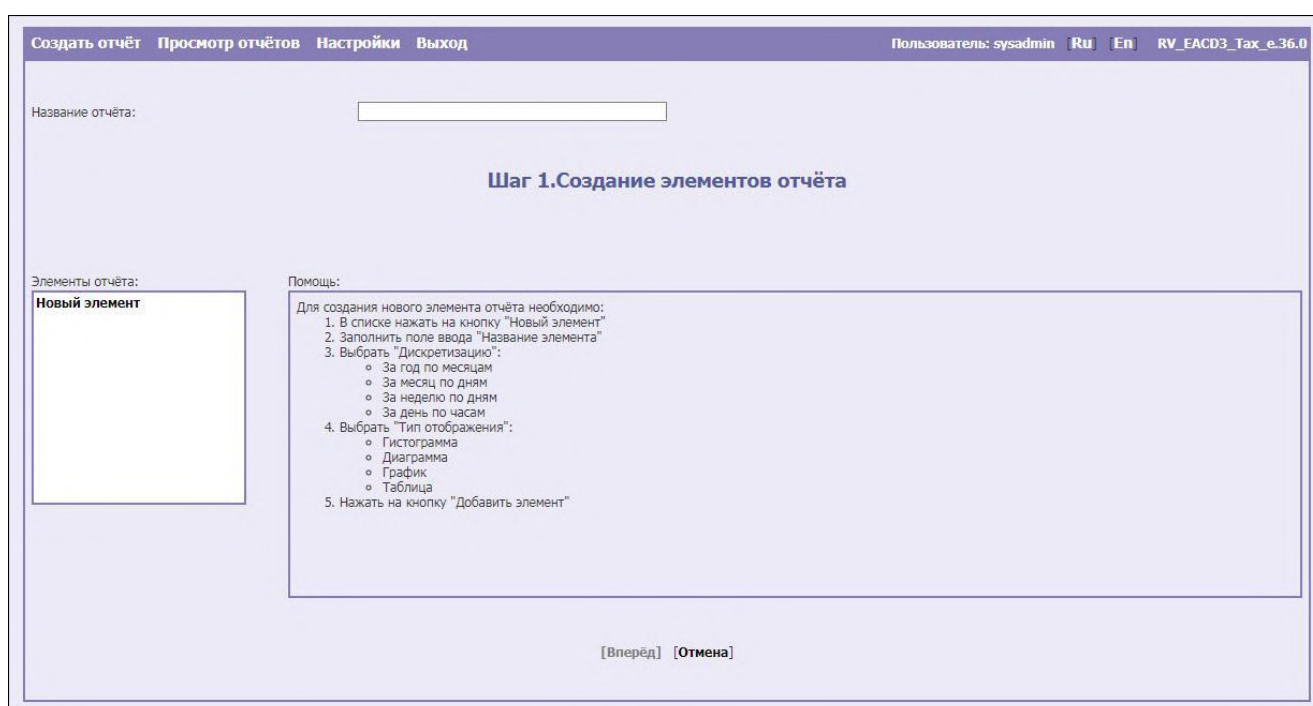 Создать отчёт Просмотр отчётов Настройки Выход Пользователь: sysadmin [Ru] [En] RV_EACD3_Tax_e.36.0
Название отчёта:
Шаг 1.Создание элементов отчёта
Элементы отчёта:
Новый элемент
Помощь:
Для создания нового элемента отчёта необходимо:
1. В списке нажать на кнопку "Новый элемент"
2. Заполнить поле ввода "Название элемента"
3. Выбрать "Дискретизацию":
За год по месяцам
За месяц по дням
За неделю по дням
За день по часам
4. Выбрать "Тип отображения":
Гистограмма
Диаграмма
График
Таблица
5. Нажать на кнопку "Добавить элемент"
[Вперёд] [Отмена]